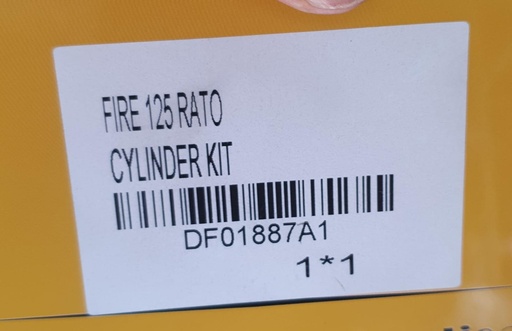 FIRE 125 RATO
CYLINDER KIT
DF01887A1
1*1